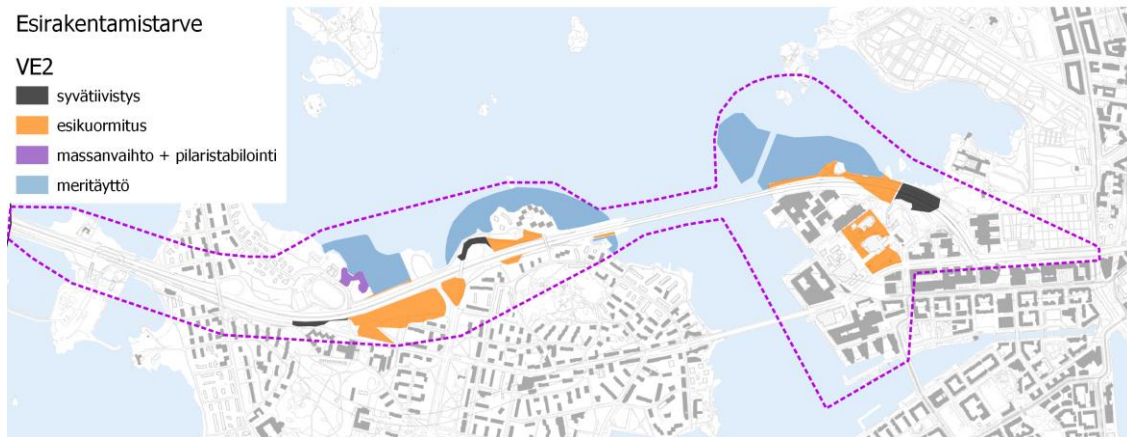 Esirakentamistarve
VE2
syvätiivistys
esikuormitus
massanvaihto + pilaristabilointi
meritäyttö